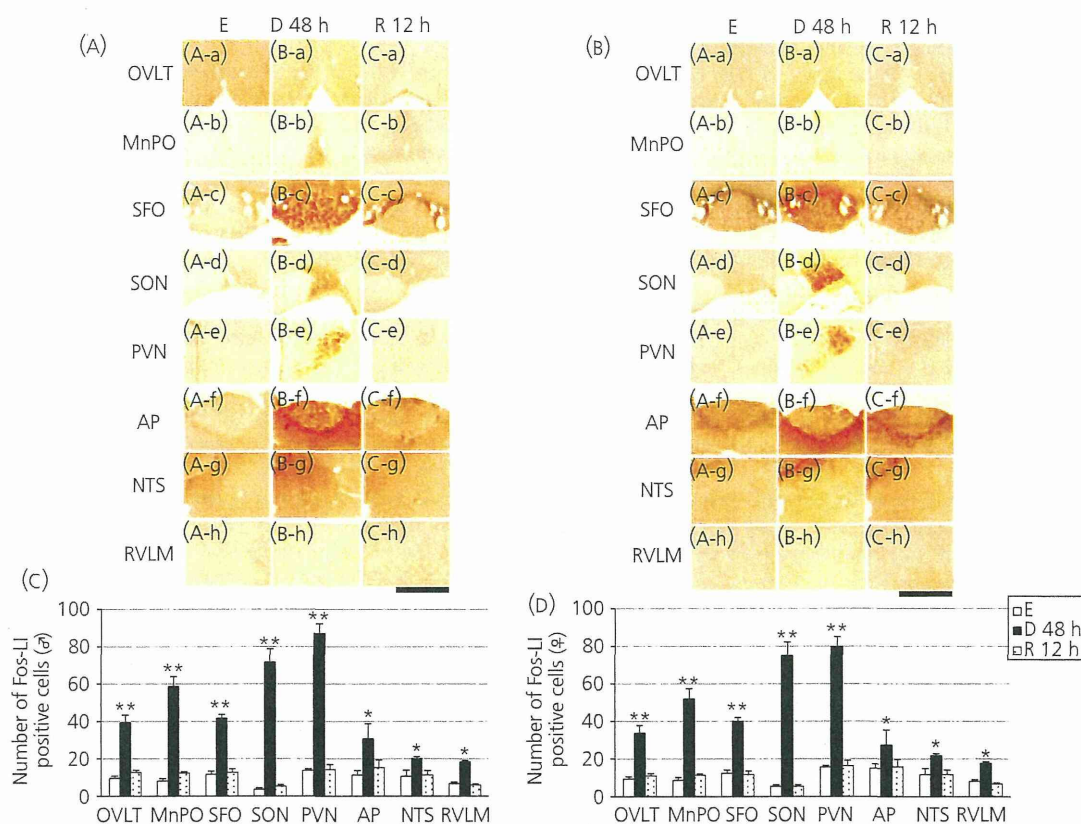 (A)
E D 48 h R 12 h
OVLT (A-a) (B-a) (C-a)
MnPO (A-b) (B-b) (C-b)
SFO (A-c) (B-c) (C-c)
SON (A-d) (B-d) (C-d)
PVN (A-e) (B-e) (C-e)
AP (A-f) (B-f) (C-f)
NTS (A-g) (B-g) (C-g)
RVLM (A-h) (B-h) (C-h)
(B)
E D 48 h R 12 h
OVLT (A-a) (B-a) (C-a)
MnPO (A-b) (B-b) (C-b)
SFO (A-c) (B-c) (C-c)
SON (A-d) (B-d) (C-d)
PVN (A-e) (B-e) (C-e)
AP (A-f) (B-f) (C-f)
NTS (A-g) (B-g) (C-g)
RVLM (A-h) (B-h) (C-h)
(C)
Number of Fos-LI
positive cells (♂)
100
80
60
40
20
0
** ** ** ** ** * * *
OVLT MnPO SFO SON PVN AP NTS RVLM
(D)
Number of Fos-LI
positive cells (♀)
100
80
60
40
20
0
** ** ** ** ** * * *
OVLT MnPO SFO SON PVN AP NTS RVLM
E
D 48 h
R 12 h